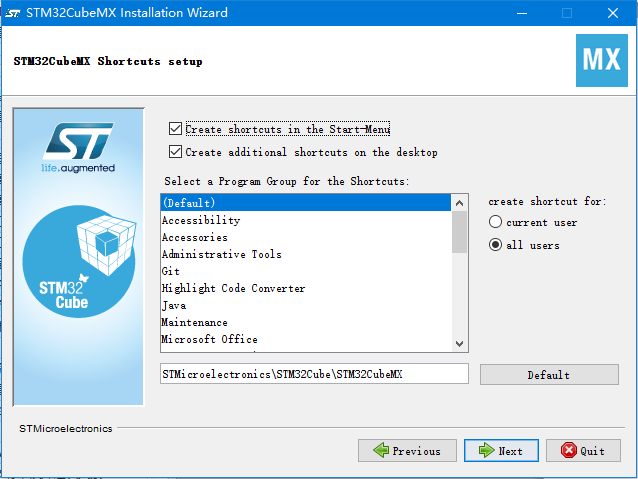 STM32CubeMX Installation Wizard
STM32CubeMX Shortcuts setup
MX
ST
life.augmented
STM32
Cube
Create shortcuts in the Start-Menu
Create additional shortcuts on the desktop
Select a Program Group for the Shortcuts:
(Default)
Accessibility
Accessories
Administrative Tools
Git
Highlight Code Converter
Java
Maintenance
Microsoft Office
create shortcut for:
current user
all users
STMicroelectronics\STM32Cube\STM32CubeMX
Default
STMicroelectronics
Previous
Next
Quit